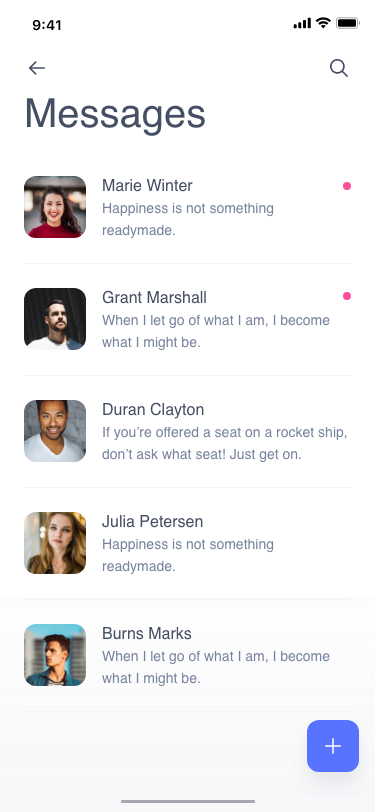 9:41
Messages
Marie Winter
Happiness is not something
readymade.
Grant Marshall
When I let go of what I am, I become
what I might be.
Duran Clayton
If you’re offered a seat on a rocket ship,
don’t ask what seat! Just get on.
Julia Petersen
Happiness is not something
readymade.
Burns Marks
When I let go of what I am, I become
what I might be.